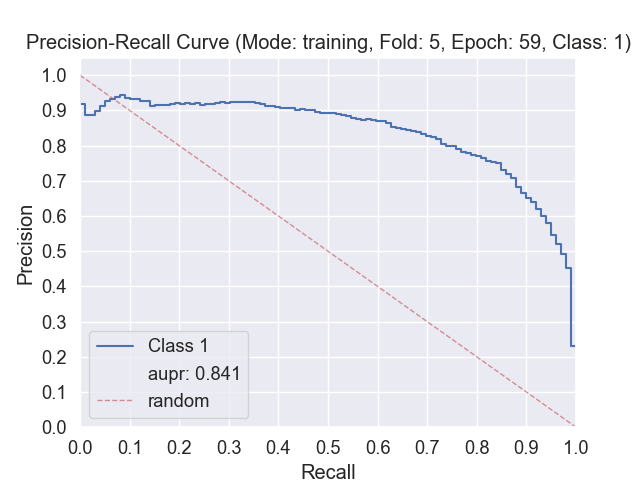 Precision-Recall Curve (Mode: training, Fold: 5, Epoch: 59, Class: 1)
1.0
0.9
0.8
0.7
0.6
0.5
0.4
0.3
0.2
0.1
0.0
Precision
Class 1
aupr: 0.841
random
0.0 0.1 0.2 0.3 0.4 0.5 0.6 0.7 0.8 0.9 1.0
Recall